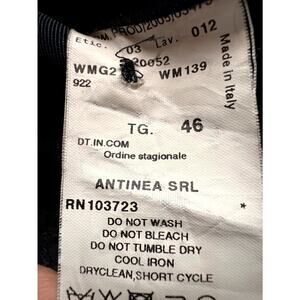 Etic. 03 Lav. 012
20052
WMG2 WM139
922
Made in Italy
TG. 46
DT.IN.COM
Ordine stagionale
ANTINEA SRL
RN103723 *
DO NOT WASH
DO NOT BLEACH
DO NOT TUMBLE DRY
COOL IRON
DRYCLEAN,SHORT CYCLE